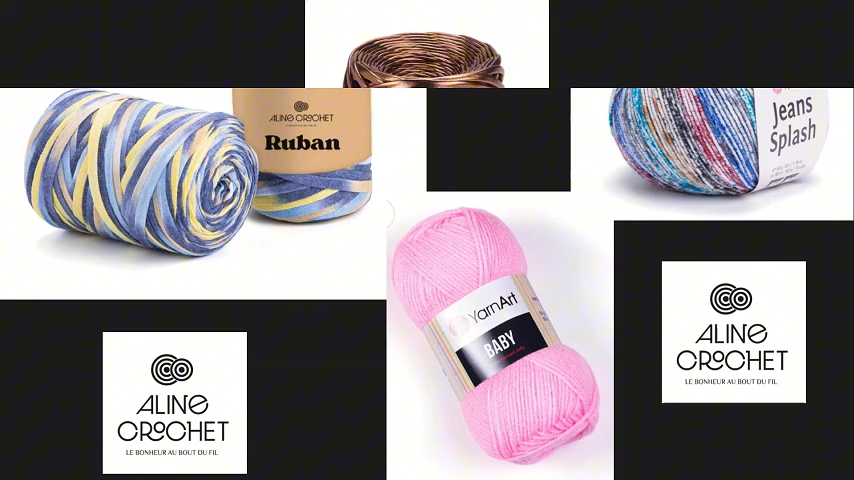 ALINE CROCHET
Ruban
Jeans
Splash
YarnArt
BABY
ALINE
CROCHET
LE BONHEUR AU BOUT DU FIL
ALINE
CROCHET
LE BONHEUR AU BOUT DU FIL